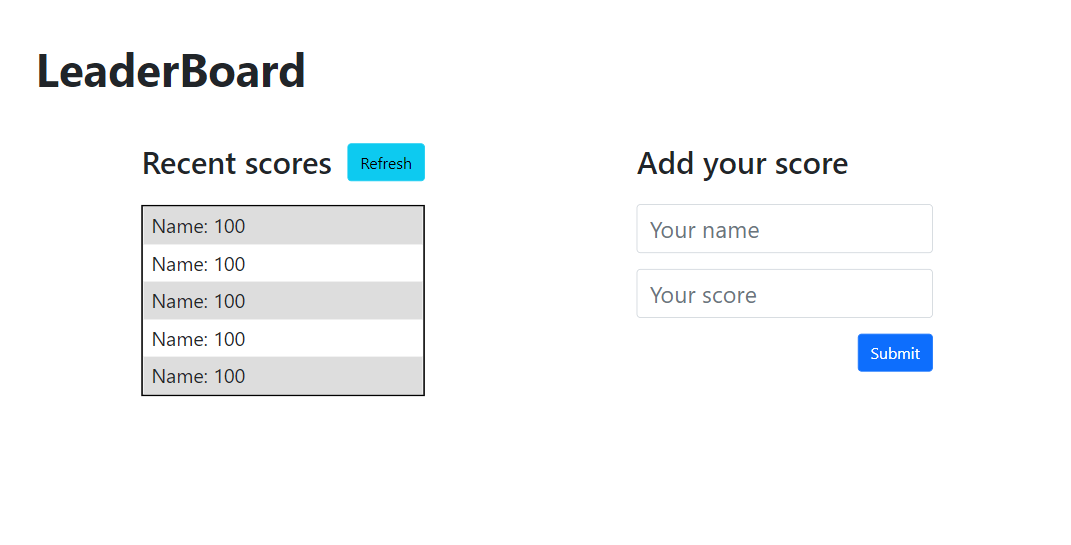 LeaderBoard
Recent scores
Refresh
Name: 100
Name: 100
Name: 100
Name: 100
Name: 100
Add your score
Your name
Your score
Submit